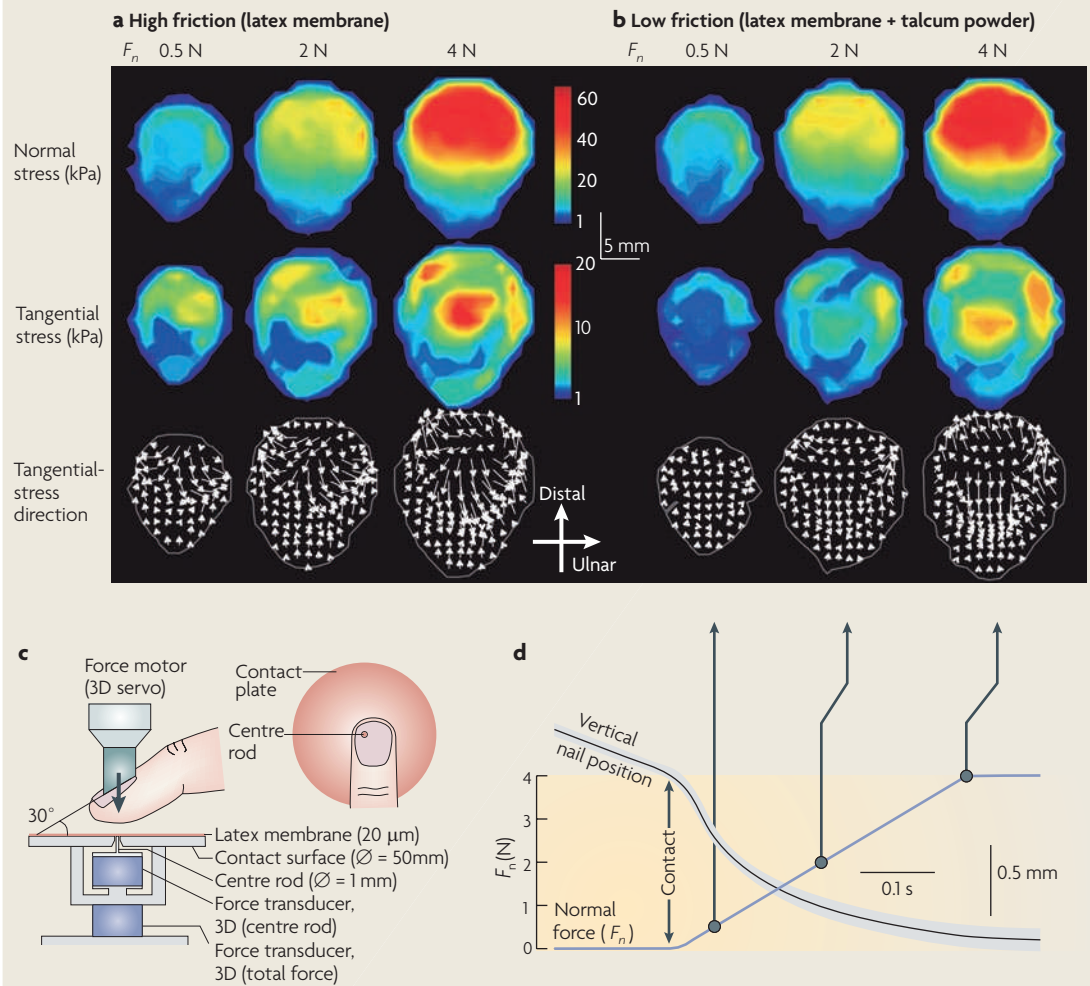 a High friction (latex membrane)
Fn 0.5 N 2 N 4 N
b Low friction (latex membrane + talcum powder)
Fn 0.5 N 2 N 4 N
Normal
stress (kPa)
60
40
20
1
5 mm
Tangential
stress (kPa)
20
10
1
Tangential-
stress
direction
Distal
Ulnar
c
Force motor
(3D servo)
Contact
plate
Centre
rod
30°
Latex membrane (20 μm)
Contact surface (Ø = 50mm)
Centre rod (Ø = 1 mm)
Force transducer,
3D (centre rod)
Force transducer,
3D (total force)
d
Vertical
nail position
Fn (N)
4
3
2
1
0
Contact
Normal
force (Fn)
0.1 s
0.5 mm